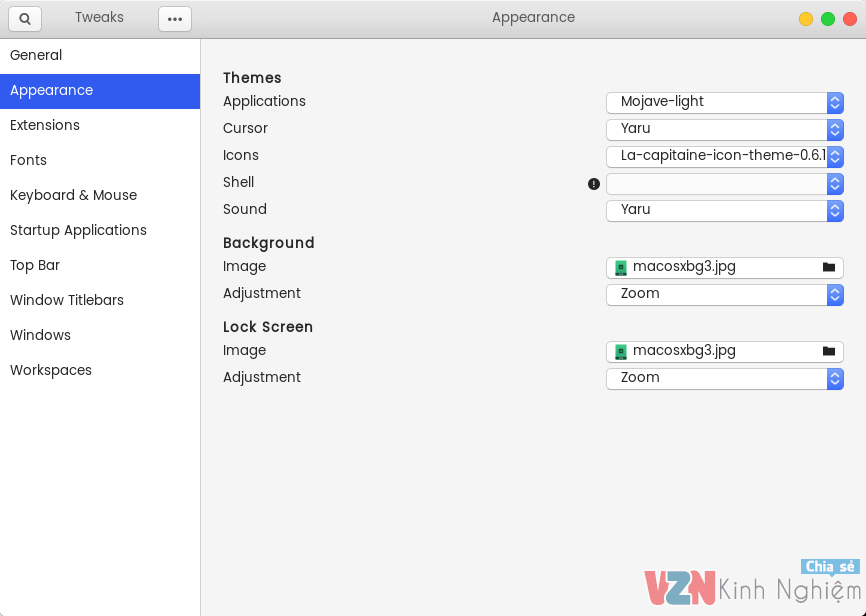 Tweaks
Appearance
General
Appearance
Extensions
Fonts
Keyboard & Mouse
Startup Applications
Top Bar
Window Titlebars
Windows
Workspaces
Themes
Applications Mojave-light
Cursor Yaru
Icons La-capitaine-icon-theme-0.6.1
Shell
Sound Yaru
Background
Image macosxbg3.jpg
Adjustment Zoom
Lock Screen
Image macosxbg3.jpg
Adjustment Zoom
Chia sẻ
VZN Kinh Nghiệm